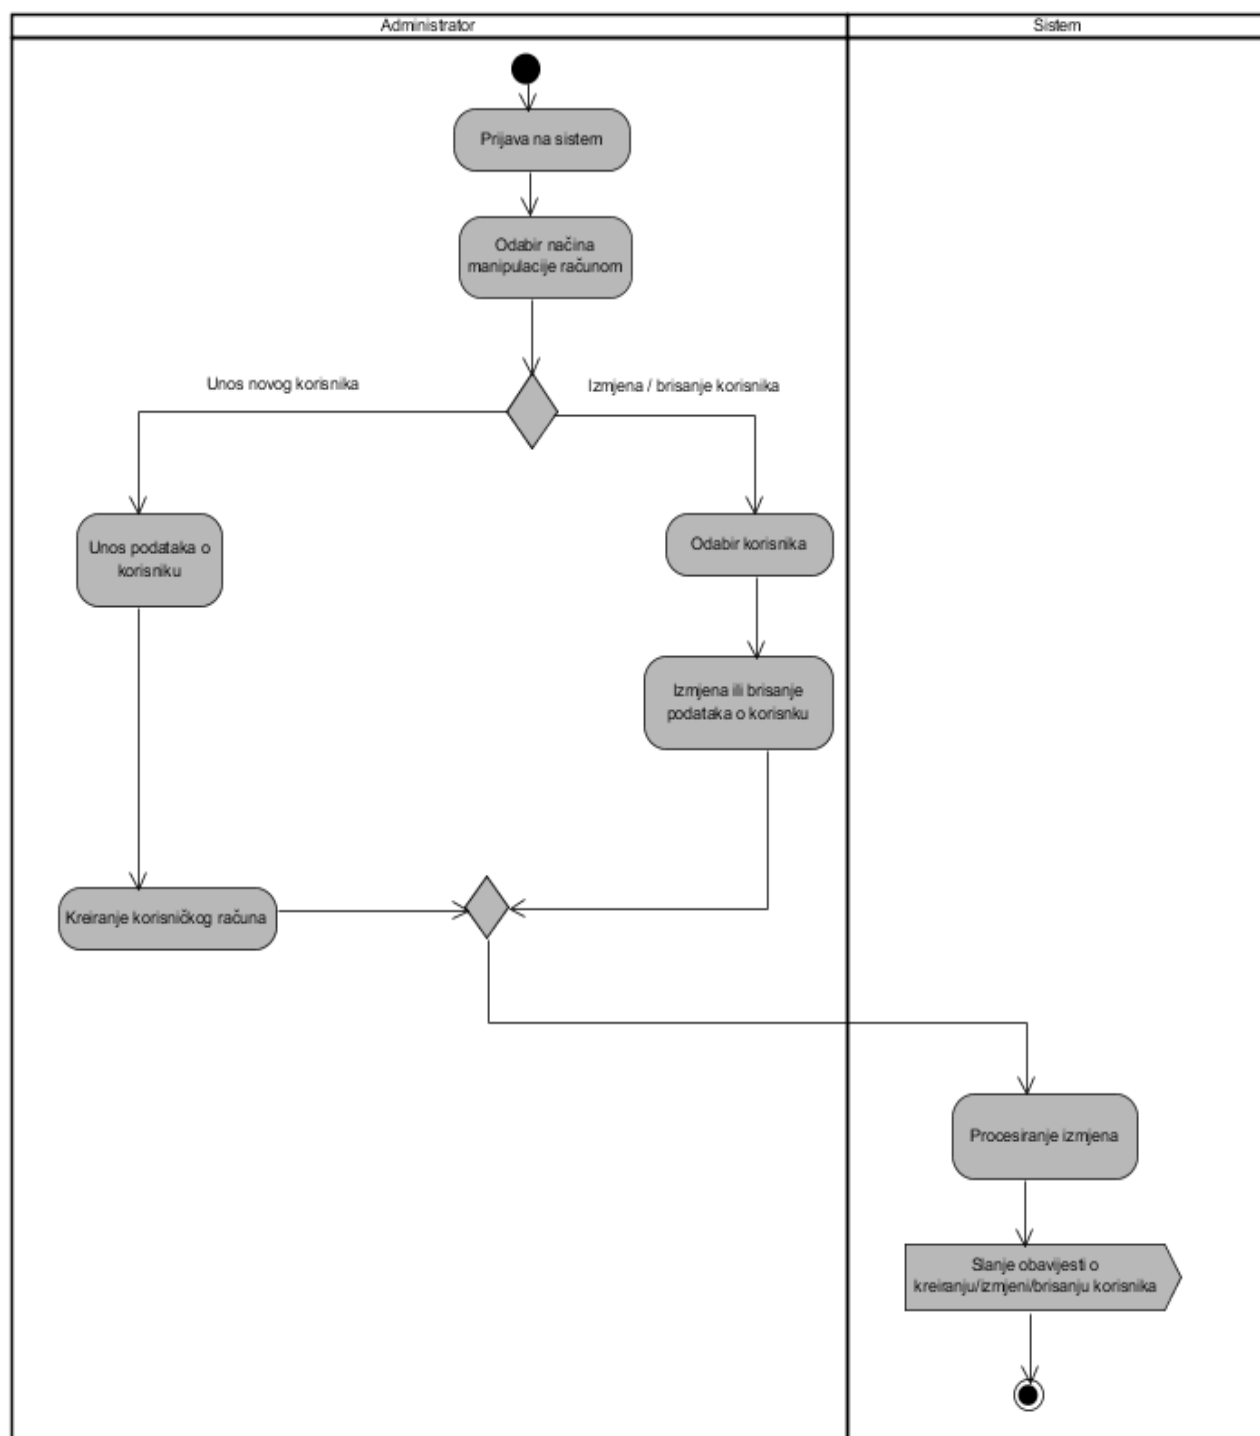 Administrator
Sistem
Prijava na sistem
Odabir načina
manipulacije računom
Unos novog korisnika
Izmjena / brisanje korisnika
Unos podataka o
korisniku
Odabir korisnika
Izmjena ili brisanje
podataka o korisnku
Kreiranje korisničkog računa
Procesiranje izmjena
Slanje obavijesti o
kreiranju/izmjeni/brisanju korisnika